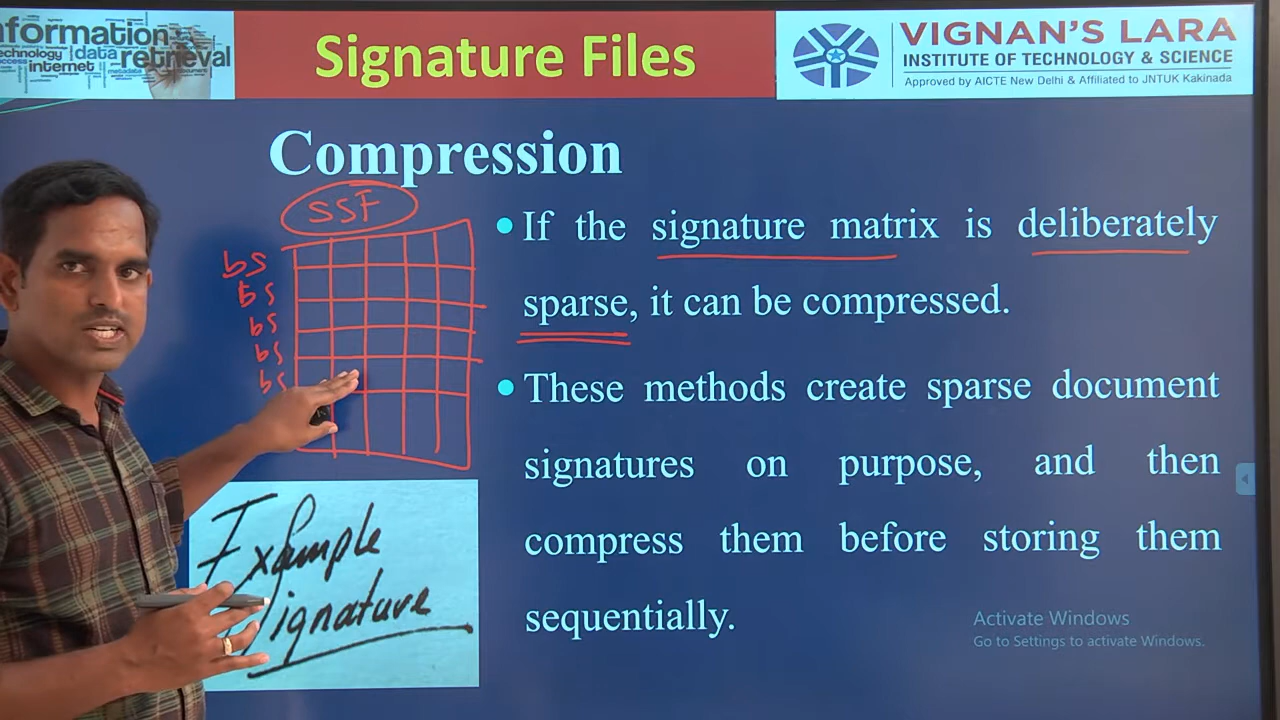 nformation
technology data retrieval
internet
Signature Files
VIGNAN'S LARA
INSTITUTE OF TECHNOLOGY & SCIENCE
Approved by AICTE New Delhi & Affiliated to JNTUK Kakinada
Compression
SSF
bs
bs
bs
bs
bs
• If the signature matrix is deliberately
sparse, it can be compressed.
• These methods create sparse document
signatures on purpose, and then
compress them before storing them
sequentially.
Example
Signature
Activate Windows
Go to Settings to activate Windows.